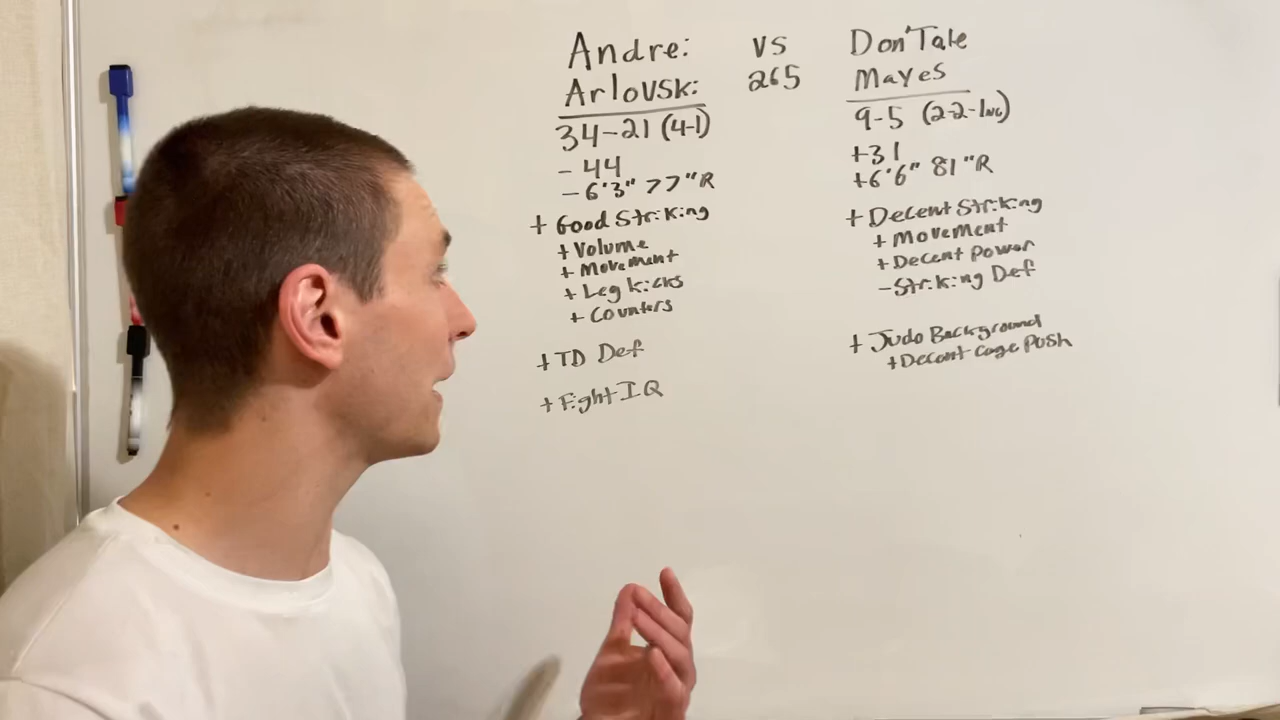 Andrei vs Don'Tale
Arlovski 265 Mayes
34-21 (4-1)
- 44
- 6'3" 77"R
+ Good Striking
+ Volume
+ Movement
+ Leg kicks
+ Counters
+ TD Def
+ Fight IQ
9-5 (2-2-1NC)
+31
+6'6" 81"R
+ Decent Striking
+ Movement
+ Decent Power
- Striking Def
+ Judo Background
+ Decent Cage Push